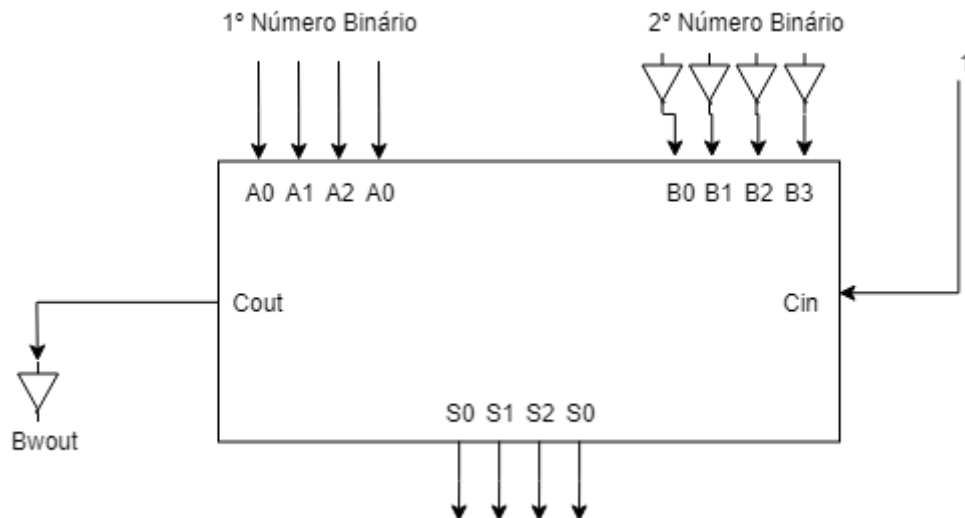 1º Número Binário
2º Número Binário
1
A0 A1 A2 A0
B0 B1 B2 B3
Cout
Cin
S0 S1 S2 S0
Bwout